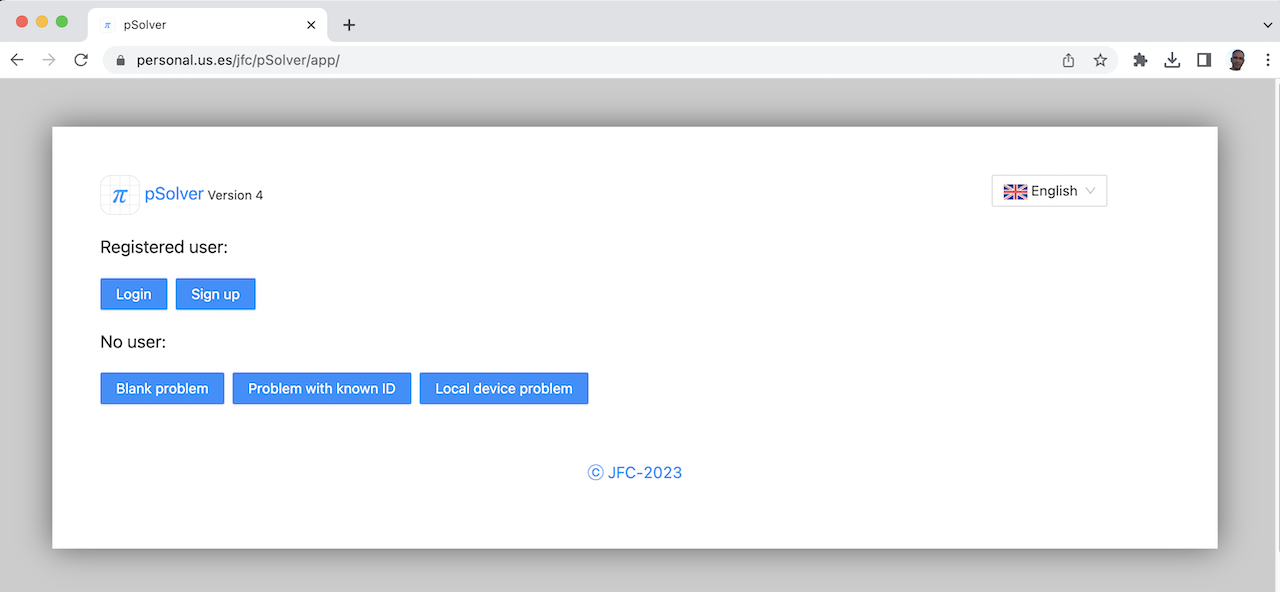 π pSolver
personal.us.es/jfc/pSolver/app/
π pSolver Version 4
English
Registered user:
Login Sign up
No user:
Blank problem Problem with known ID Local device problem
© JFC-2023